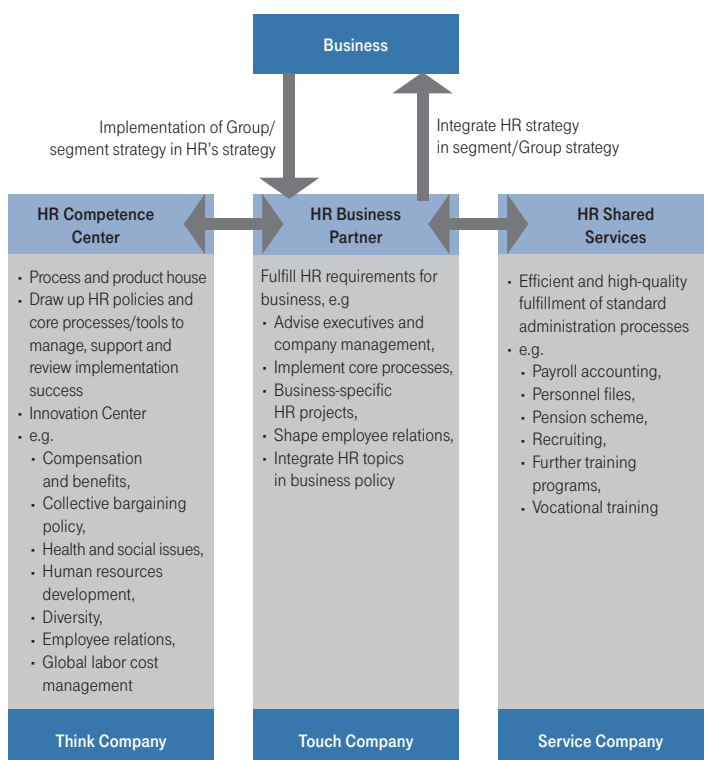 Business
Implementation of Group/
segment strategy in HR's strategy
Integrate HR strategy
in segment/Group strategy
HR Competence
Center
· Process and product house
· Draw up HR policies and
core processes/tools to
manage, support and
review implementation
success
· Innovation Center
· e.g.
· Compensation
and benefits,
· Collective bargaining
policy,
· Health and social issues,
· Human resources
development,
· Diversity,
· Employee relations,
· Global labor cost
management
Think Company
HR Business
Partner
Fulfill HR requirements for
business, e.g
· Advise executives and
company management,
· Implement core processes,
· Business-specific
HR projects,
· Shape employee relations,
· Integrate HR topics
in business policy
Touch Company
HR Shared
Services
· Efficient and high-quality
fulfillment of standard
administration processes
· e.g.
· Payroll accounting,
· Personnel files,
· Pension scheme,
· Recruiting,
· Further training
programs,
· Vocational training
Service Company